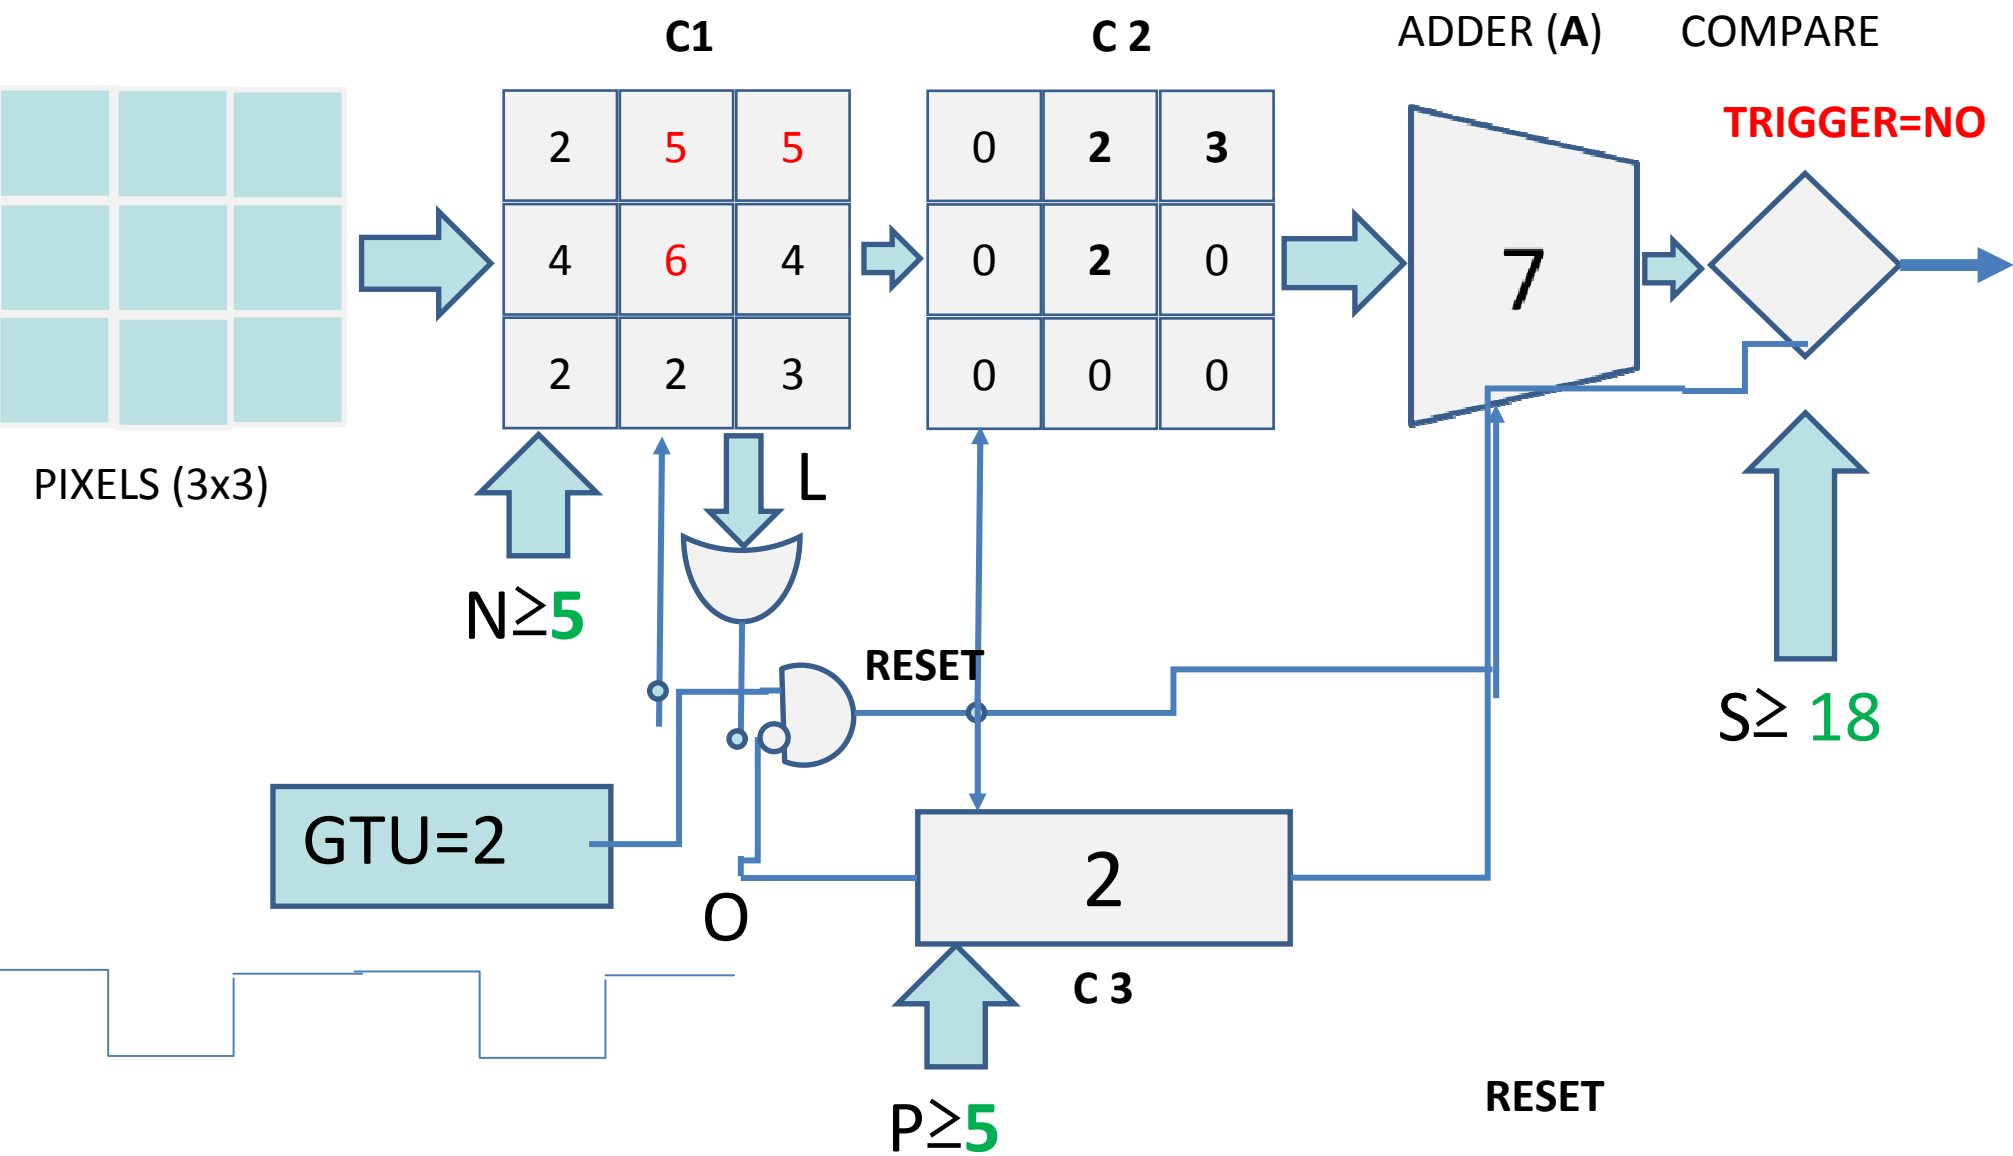 C1
C 2
ADDER (A)
COMPARE
TRIGGER=NO
2 5 5
4 6 4
2 2 3
0 2 3
0 2 0
0 0 0
7
PIXELS (3x3)
L
N≥5
RESET
S≥ 18
GTU=2
O
2
C 3
P≥5
RESET